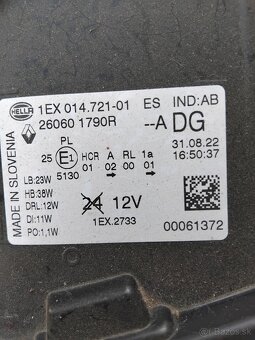 HELLA 1EX 014.721-01 ES IND:AB
26060 1790R --A DG
PL 31.08.22
25 E1 HCR A RL 1a 16:50:37
01 02 00 01
LB:23W 5130
HB:38W
DRL:12W 24 12V
DI:11W 1EX.2733
PO:1,1W 00061372
MADE IN SLOVENIA
bazos.sk